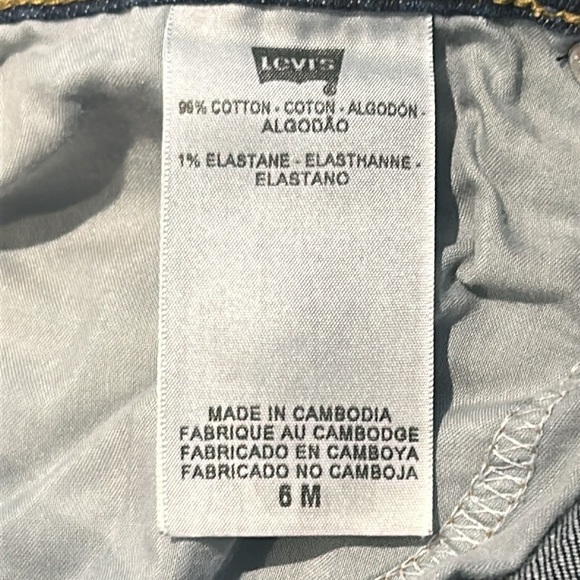 Levi's
99% COTTON - COTON - ALGODÓN -
ALGODÃO
1% ELASTANE - ELASTHANNE -
ELASTANO
MADE IN CAMBODIA
FABRIQUE AU CAMBODGE
FABRICADO EN CAMBOYA
FABRICADO NO CAMBOJA
6 M